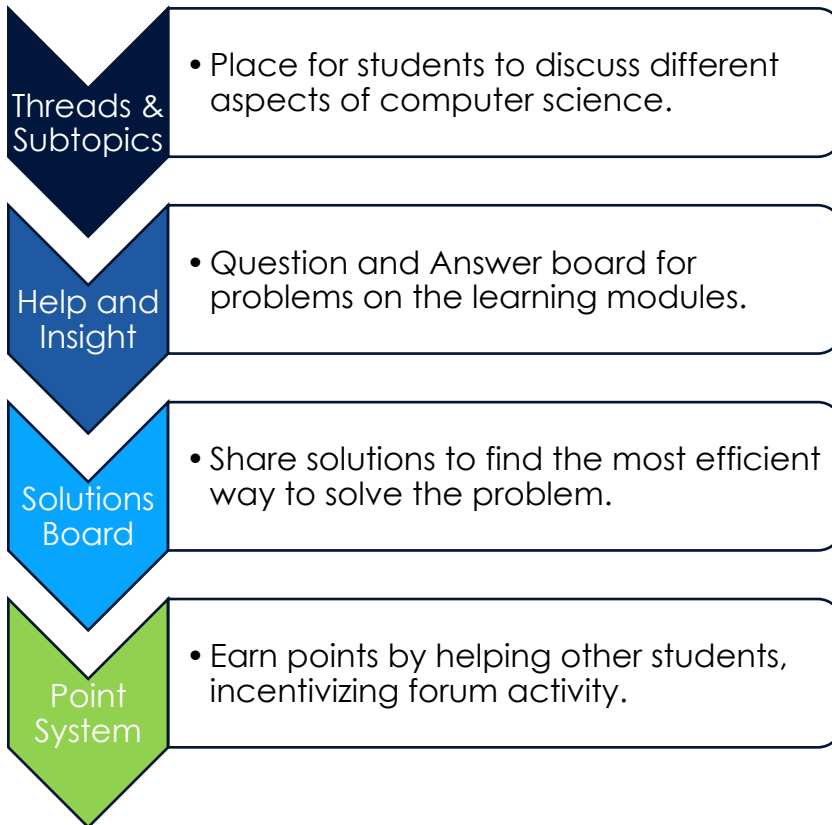 Threads &
Subtopics
• Place for students to discuss different
aspects of computer science.
Help and
Insight
• Question and Answer board for
problems on the learning modules.
Solutions
Board
• Share solutions to find the most efficient
way to solve the problem.
Point
System
• Earn points by helping other students,
incentivizing forum activity.